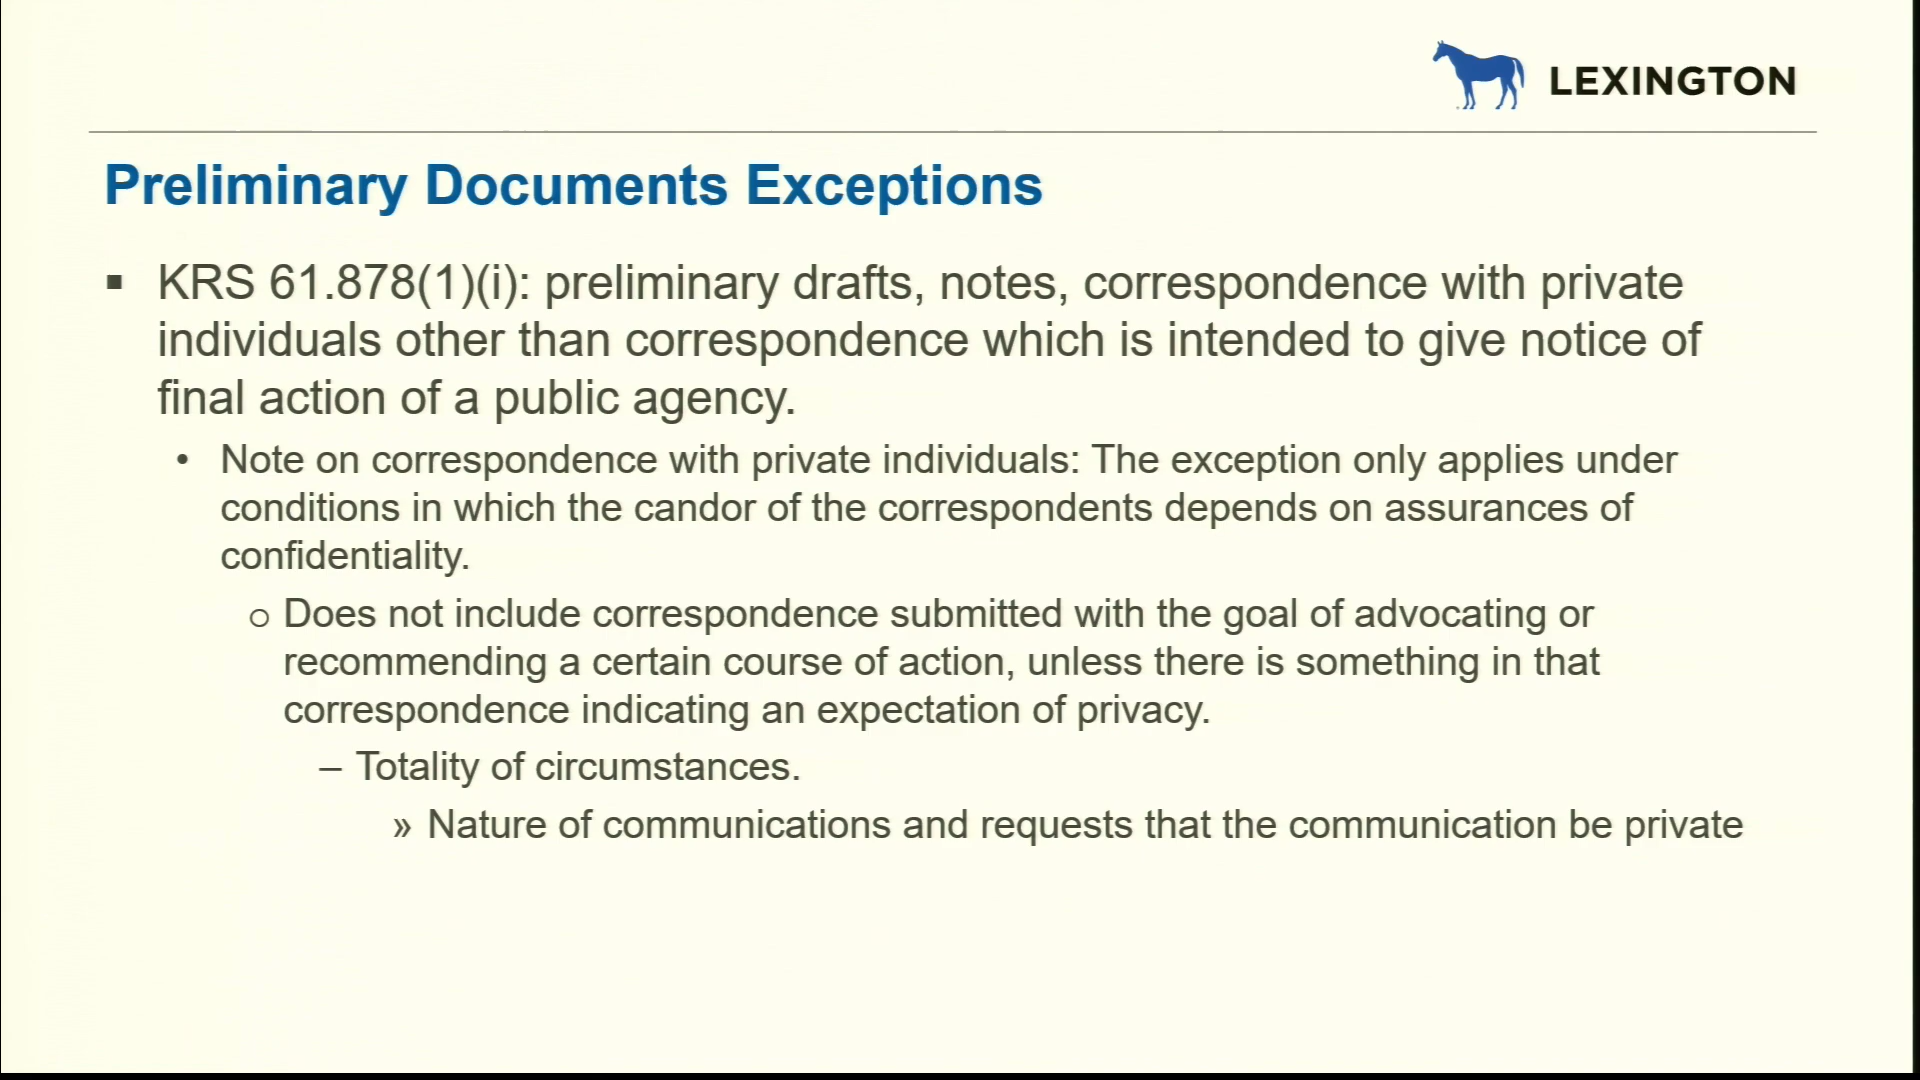 LEXINGTON
Preliminary Documents Exceptions
▪ KRS 61.878(1)(i): preliminary drafts, notes, correspondence with private
individuals other than correspondence which is intended to give notice of
final action of a public agency.
• Note on correspondence with private individuals: The exception only applies under
conditions in which the candor of the correspondents depends on assurances of
confidentiality.
o Does not include correspondence submitted with the goal of advocating or
recommending a certain course of action, unless there is something in that
correspondence indicating an expectation of privacy.
– Totality of circumstances.
» Nature of communications and requests that the communication be private